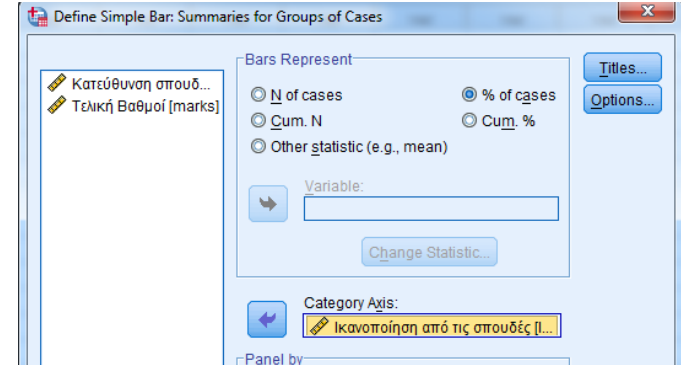 Define Simple Bar: Summaries for Groups of Cases
Κατεύθυνση σπουδ...
Τελική Βαθμοί [marks]
Bars Represent
N of cases
% of cases
Cum. N
Cum. %
Other statistic (e.g., mean)
Variable:
Change Statistic...
Category Axis:
Ικανοποίηση από τις σπουδές [I...
Panel by
Titles...
Options...